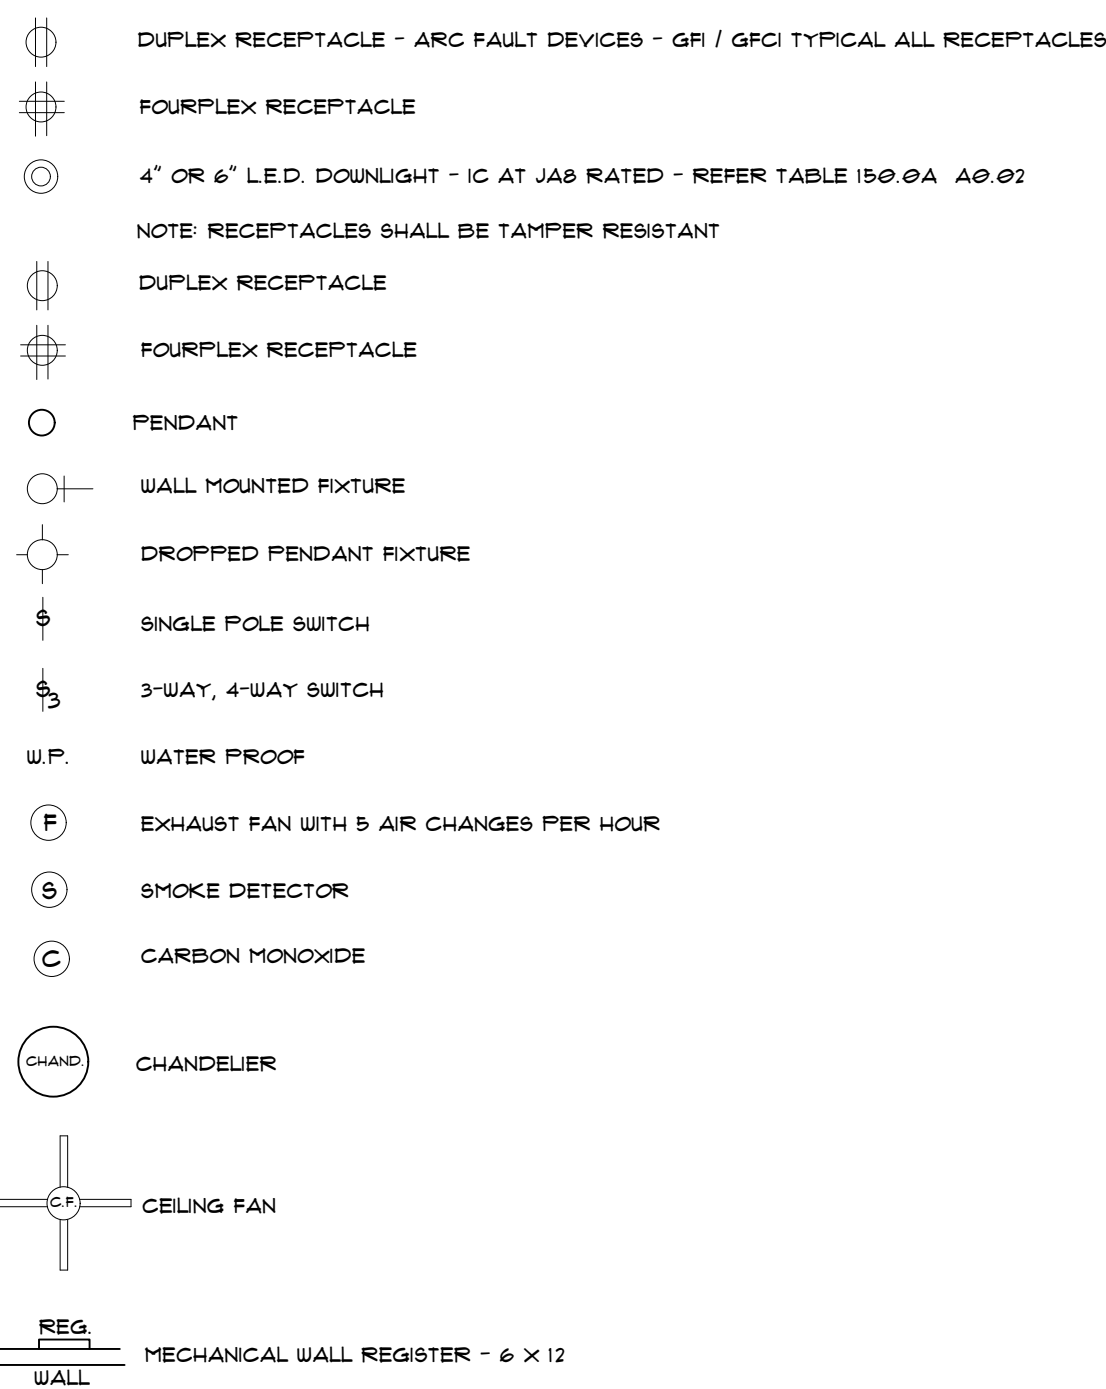 DUPLEX RECEPTACLE - ARC FAULT DEVICES - GFI / GFCI TYPICAL ALL RECEPTACLES
FOURPLEX RECEPTACLE
4" OR 6" L.E.D. DOWNLIGHT - IC AT JA8 RATED - REFER TABLE 150.0A A0.02
NOTE: RECEPTACLES SHALL BE TAMPER RESISTANT
DUPLEX RECEPTACLE
FOURPLEX RECEPTACLE
PENDANT
WALL MOUNTED FIXTURE
DROPPED PENDANT FIXTURE
S SINGLE POLE SWITCH
S3 3-WAY, 4-WAY SWITCH
W.P. WATER PROOF
F EXHAUST FAN WITH 5 AIR CHANGES PER HOUR
S SMOKE DETECTOR
C CARBON MONOXIDE
CHAND. CHANDELIER
C.F. CEILING FAN
REG.
MECHANICAL WALL REGISTER - 6 X 12
WALL